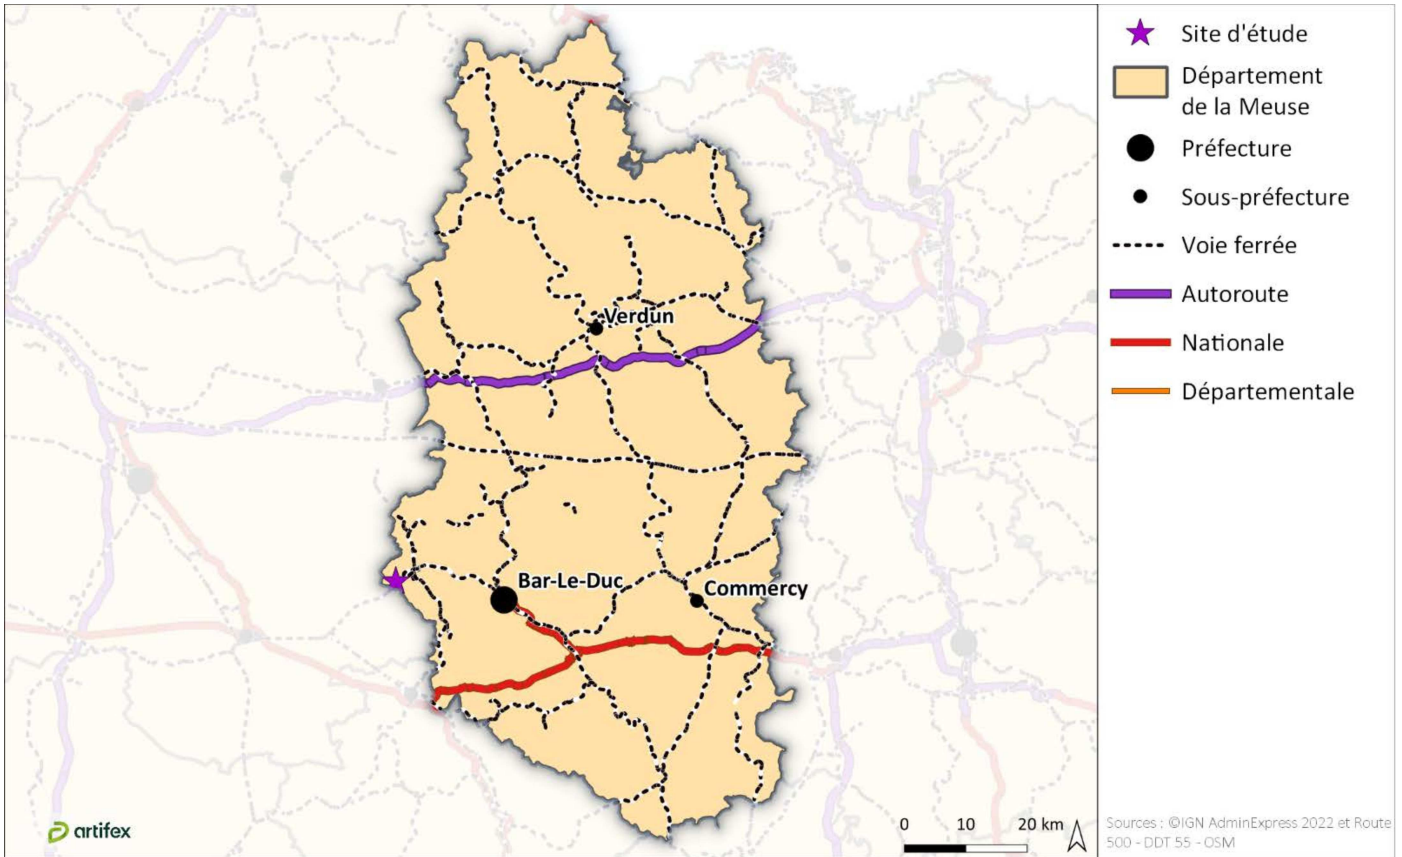 Site d'étude
Département
de la Meuse
Préfecture
Sous-préfecture
Voie ferrée
Autoroute
Nationale
Départementale
Verdun
Bar-Le-Duc
Commercy
artifex
0 10 20 km
Sources : ©IGN AdminExpress 2022 et Route
500 - DDT 55 - OSM